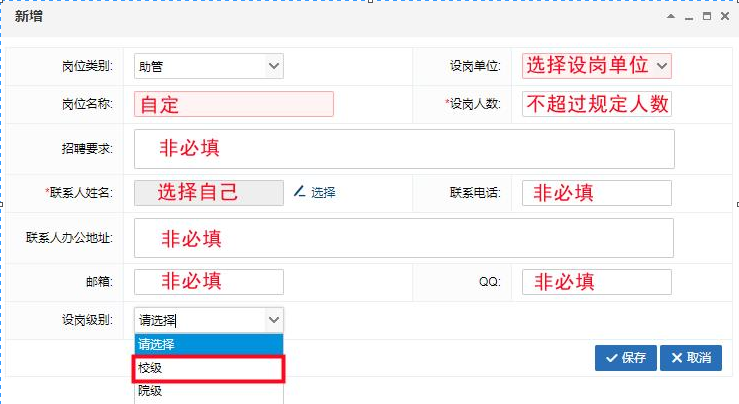 新增
岗位类别: 助管 设岗单位: 选择设岗单位
岗位名称: 自定 *设岗人数: 不超过规定人数
招聘要求: 非必填
*联系人姓名: 选择自己 选择 联系电话: 非必填
联系人办公地址: 非必填
邮箱: 非必填 QQ: 非必填
设岗级别: 请选择
请选择
校级
院级
保存 取消